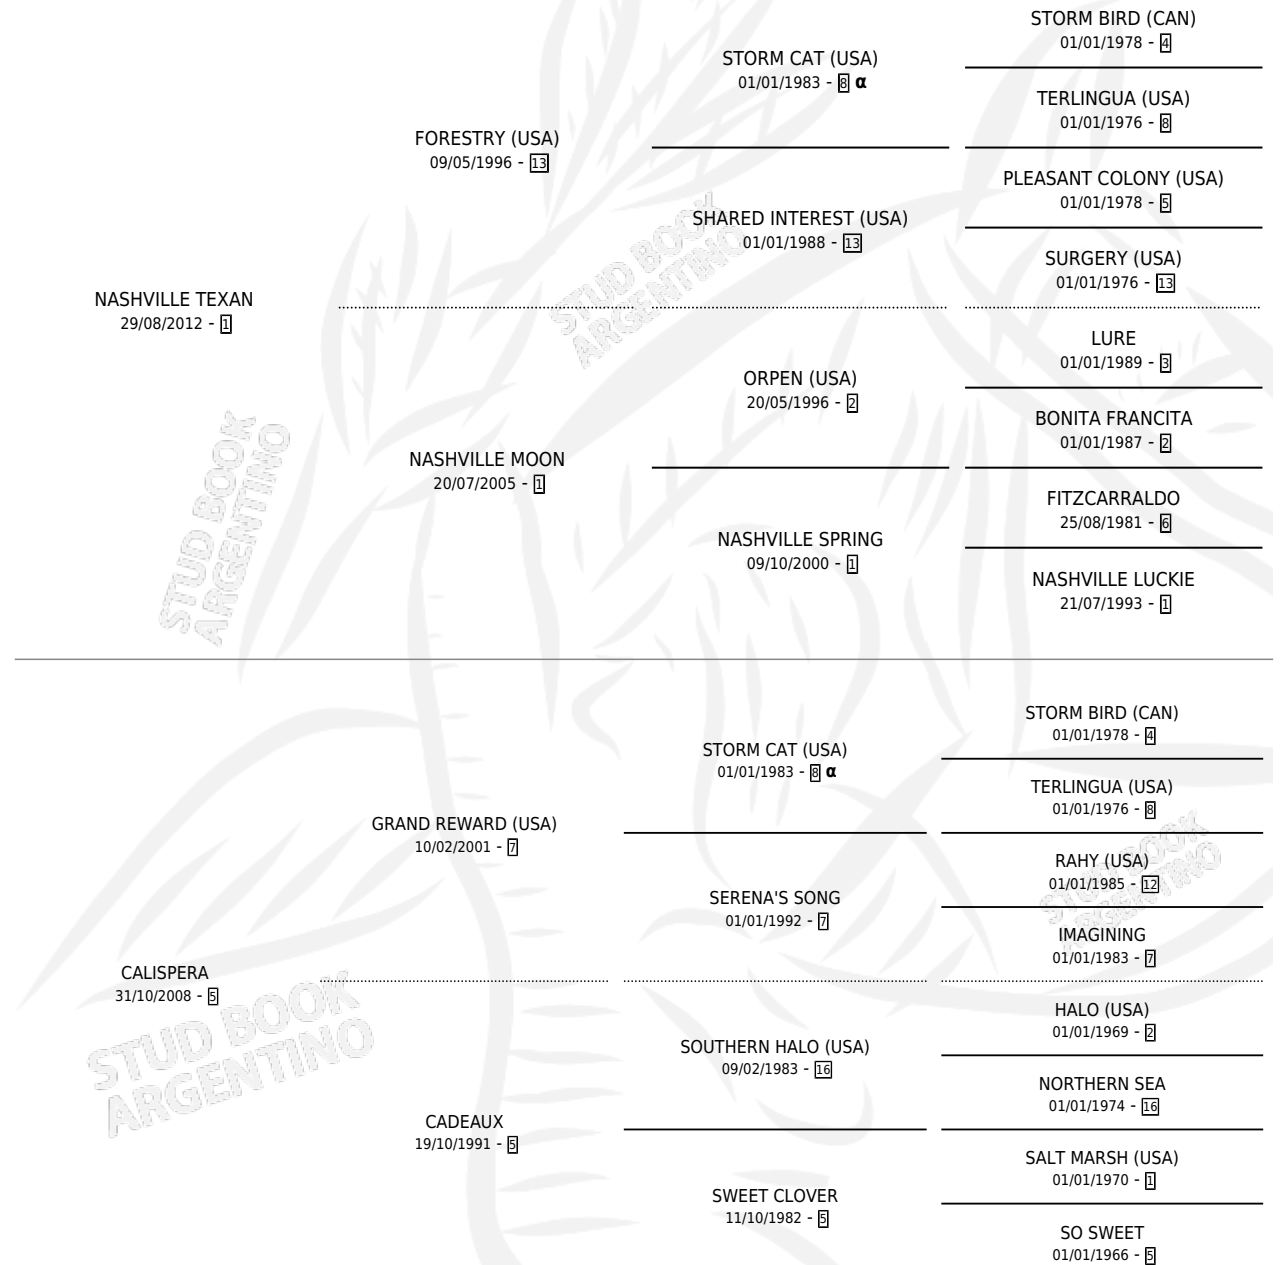 STORM BIRD (CAN)
01/01/1978 - 4
STORM CAT (USA)
01/01/1983 - 8 α
TERLINGUA (USA)
01/01/1976 - 8
FORESTRY (USA)
09/05/1996 - 13
PLEASANT COLONY (USA)
01/01/1978 - 5
SHARED INTEREST (USA)
01/01/1988 - 13
SURGERY (USA)
01/01/1976 - 13
NASHVILLE TEXAN
29/08/2012 - 1
LURE
01/01/1989 - 3
ORPEN (USA)
20/05/1996 - 2
BONITA FRANCITA
01/01/1987 - 2
NASHVILLE MOON
20/07/2005 - 1
FITZCARRALDO
25/08/1981 - 6
NASHVILLE SPRING
09/10/2000 - 1
NASHVILLE LUCKIE
21/07/1993 - 1
STORM BIRD (CAN)
01/01/1978 - 4
STORM CAT (USA)
01/01/1983 - 8 α
TERLINGUA (USA)
01/01/1976 - 8
GRAND REWARD (USA)
10/02/2001 - 7
RAHY (USA)
01/01/1985 - 12
SERENA'S SONG
01/01/1992 - 7
IMAGINING
01/01/1983 - 7
CALISPERA
31/10/2008 - 5
HALO (USA)
01/01/1969 - 2
SOUTHERN HALO (USA)
09/02/1983 - 16
NORTHERN SEA
01/01/1974 - 16
CADEAUX
19/10/1991 - 5
SALT MARSH (USA)
01/01/1970 - 1
SWEET CLOVER
11/10/1982 - 5
SO SWEET
01/01/1966 - 5
STUD BOOK
ARGENTINO
STUD BOOK
ARGENTINO
STUD BOOK
ARGENTINO
STUD BOOK
ARGENTINO